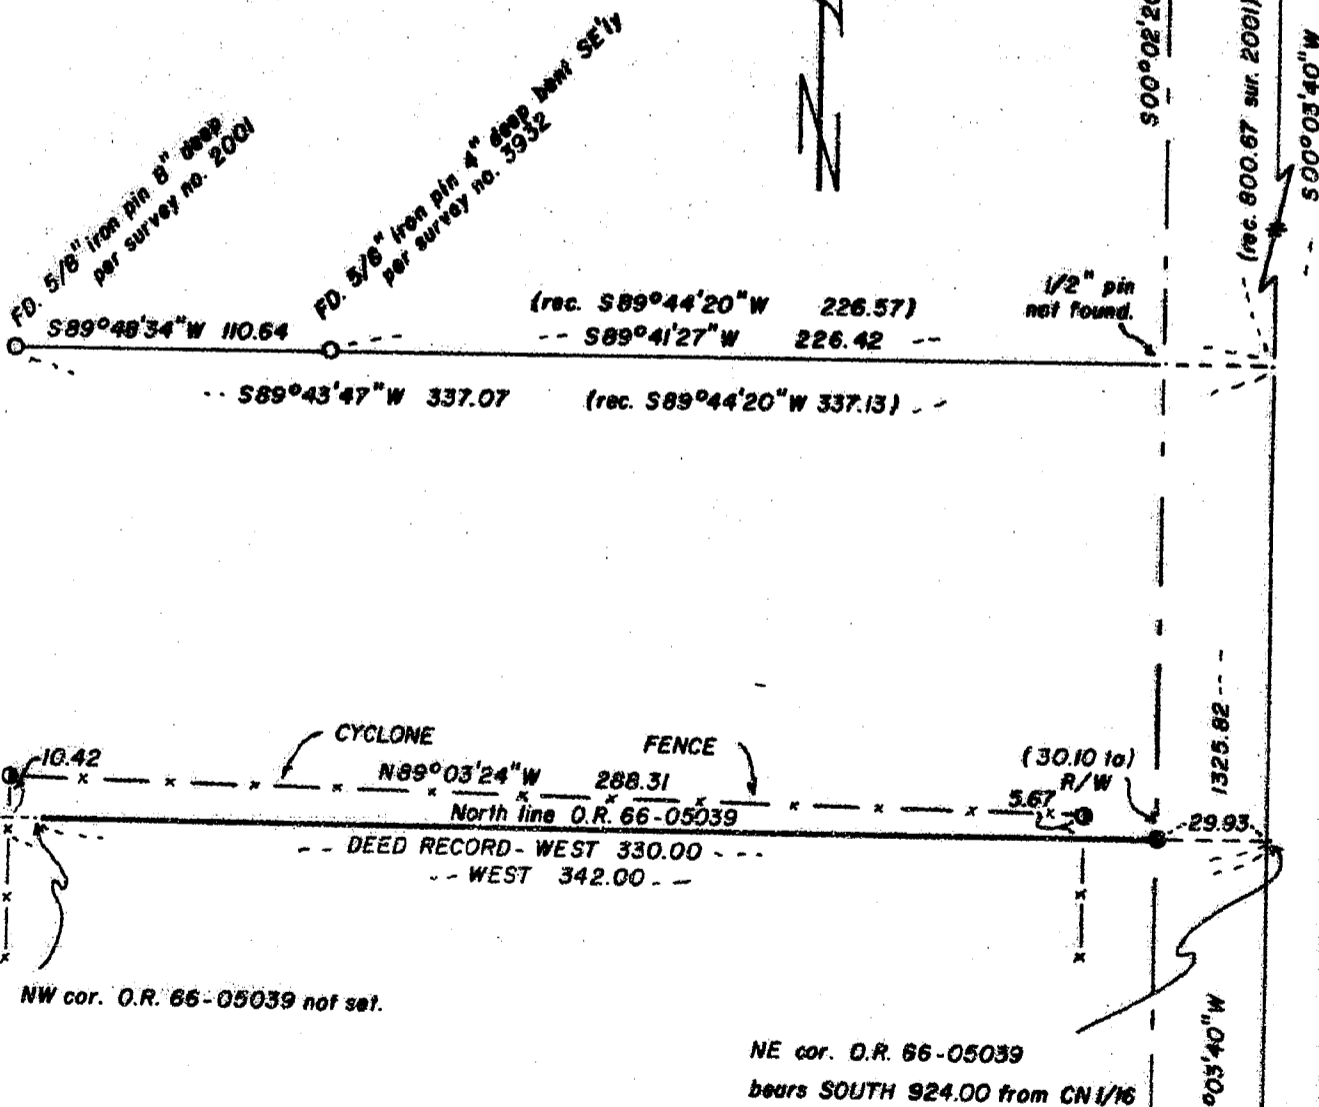 FD. 5/8" iron pin 8" deep
per survey no. 2001
FD. 5/8" iron pin 4" deep bent SE'ly
per survey no. 3932
N
S00°02'20
(rec. 800.67 sur. 2001)
S00°03'40"W
1/2" pin
not found.
(rec. S89°44'20"W 226.57)
S89°48'34"W 110.64
-- S89°41'27"W 226.42 --
-- S89°43'47"W 337.07 (rec. S89°44'20"W 337.13)
1325.82
CYCLONE FENCE
10.42
N89°03'24"W 288.31
(30.10 to)
R/W
5.67
North line O.R. 66-05039
29.93
-- DEED RECORD- WEST 330.00 ---
-- WEST 342.00 --
NW cor. O.R. 66-05039 not set.
NE cor. O.R. 66-05039
bears SOUTH 924.00 from CN1/16
°03'40"W